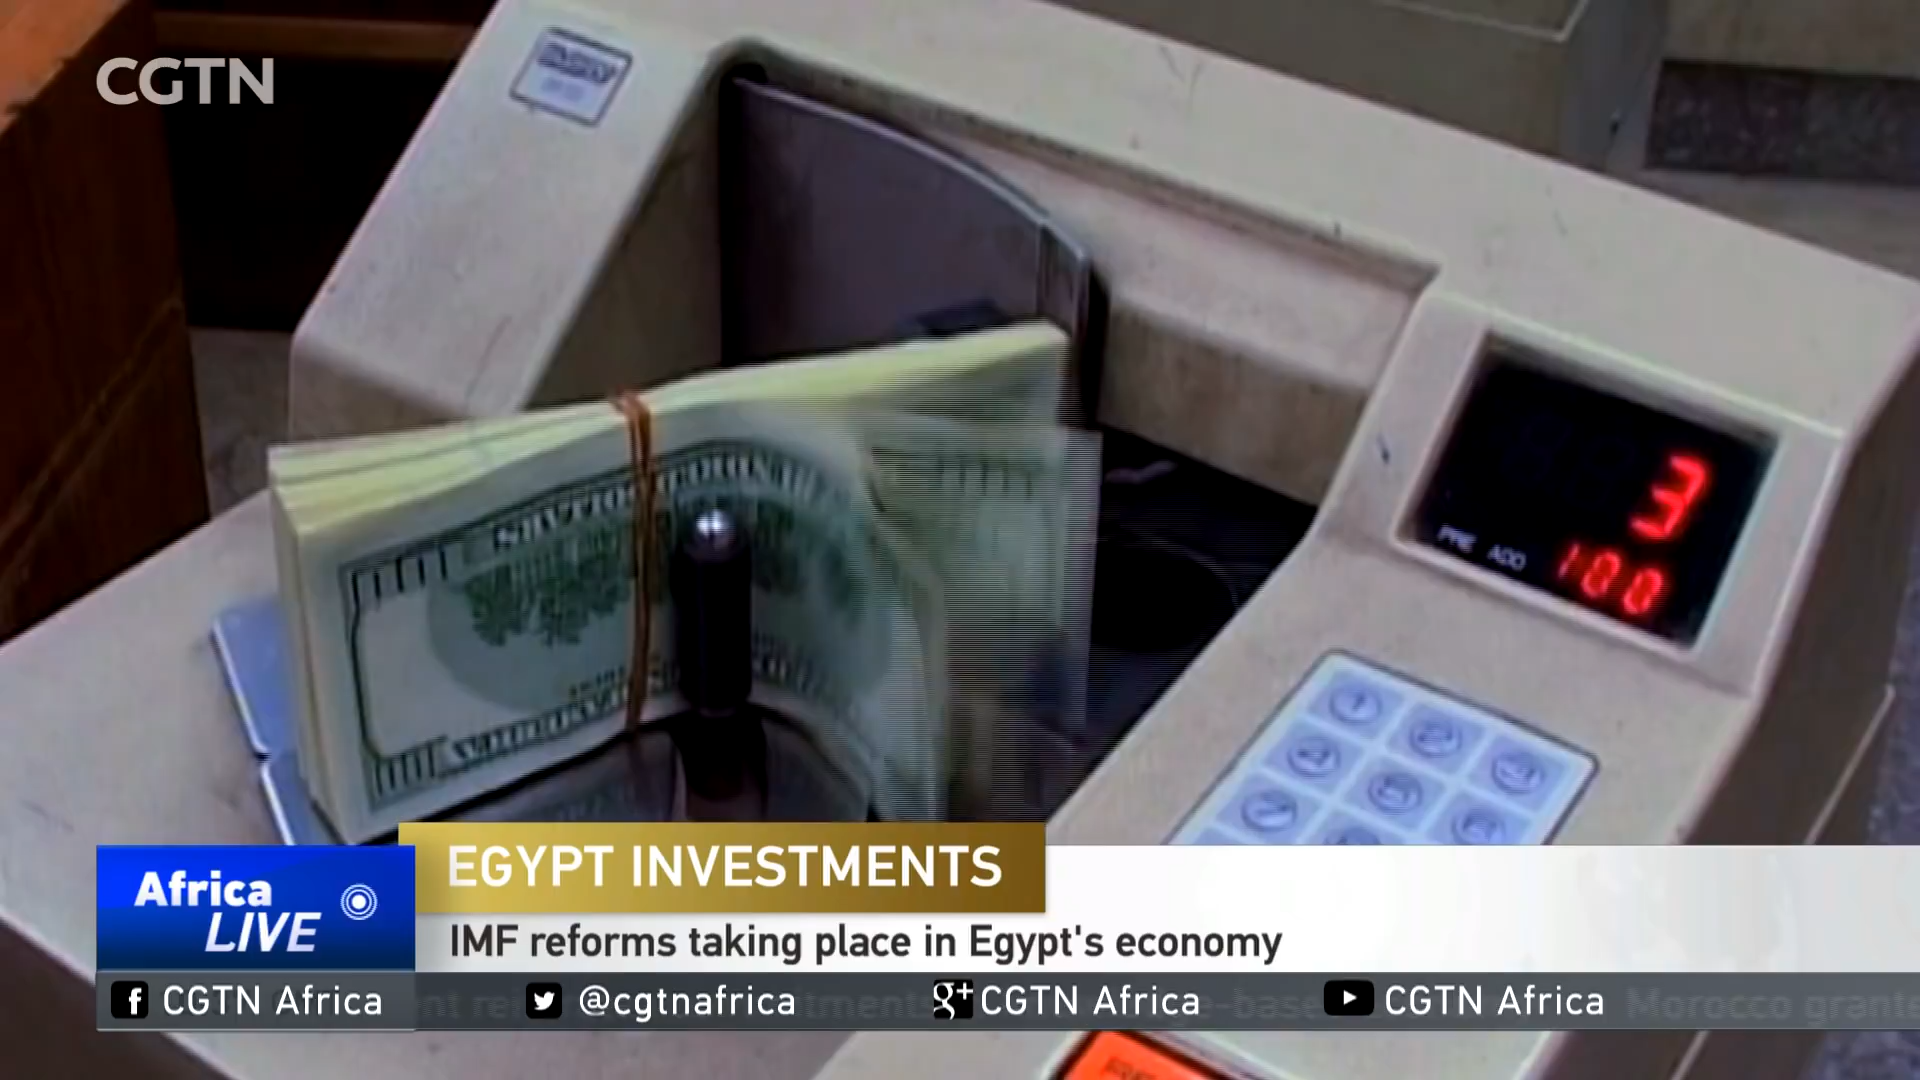 CGTN
3
PRE ADD 100
EGYPT INVESTMENTS
Africa
LIVE
IMF reforms taking place in Egypt's economy
CGTN Africa
@cgtnafrica
g+ CGTN Africa
CGTN Africa
Morocco